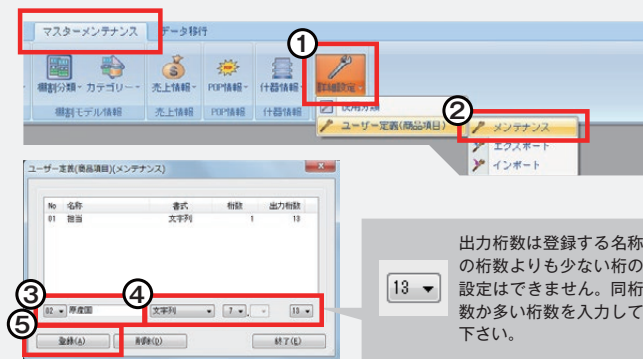 マスターメンテナンス データ移行
①
棚割分類 カテゴリー 売上情報 POP情報 什器情報 詳細設定
棚割モデル情報 売上情報 POP情報 什器情報
汎用分類
②
ユーザー定義(商品項目) メンテナンス
エクスポート
インポート
ユーザー定義(商品項目)(メンテナンス)
No 名称 書式 桁数 出力桁数
01 担当 文字列 1 13
③ ④
02 原産国 文字列 7 . 13
⑤
登録(A) 削除(D) 終了(E)
13
出力桁数は登録する名称
の桁数よりも少ない桁の
設定はできません。同桁
数か多い桁数を入力して
下さい。